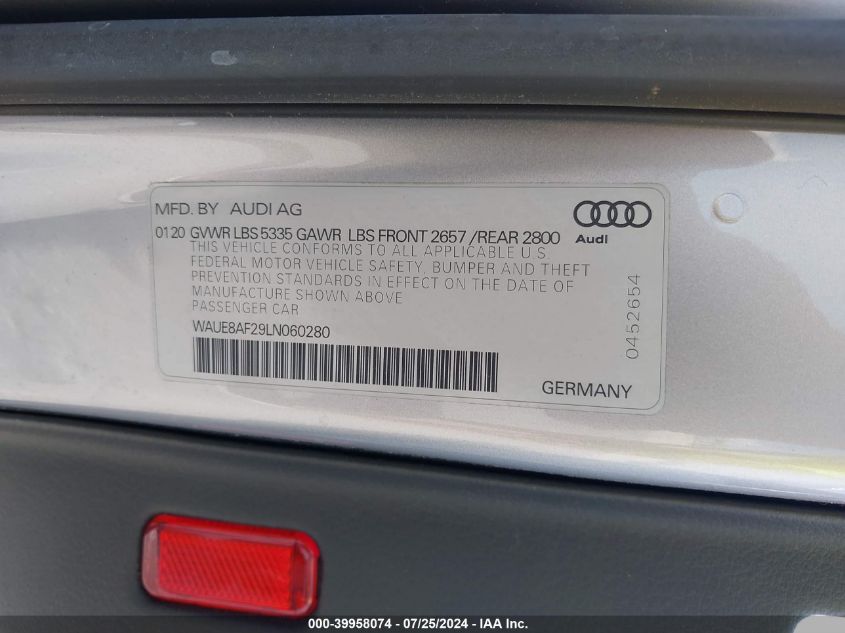 MFD. BY AUDI AG
Audi
0120 GVWR LBS 5335 GAWR LBS FRONT 2657 /REAR 2800
THIS VEHICLE CONFORMS TO ALL APPLICABLE U.S.
FEDERAL MOTOR VEHICLE SAFETY, BUMPER AND THEFT
PREVENTION STANDARDS IN EFFECT ON THE DATE OF
MANUFACTURE SHOWN ABOVE
PASSENGER CAR
WAUE8AF29LN060280
0452654
GERMANY
000-39958074 - 07/25/2024 - IAA Inc.